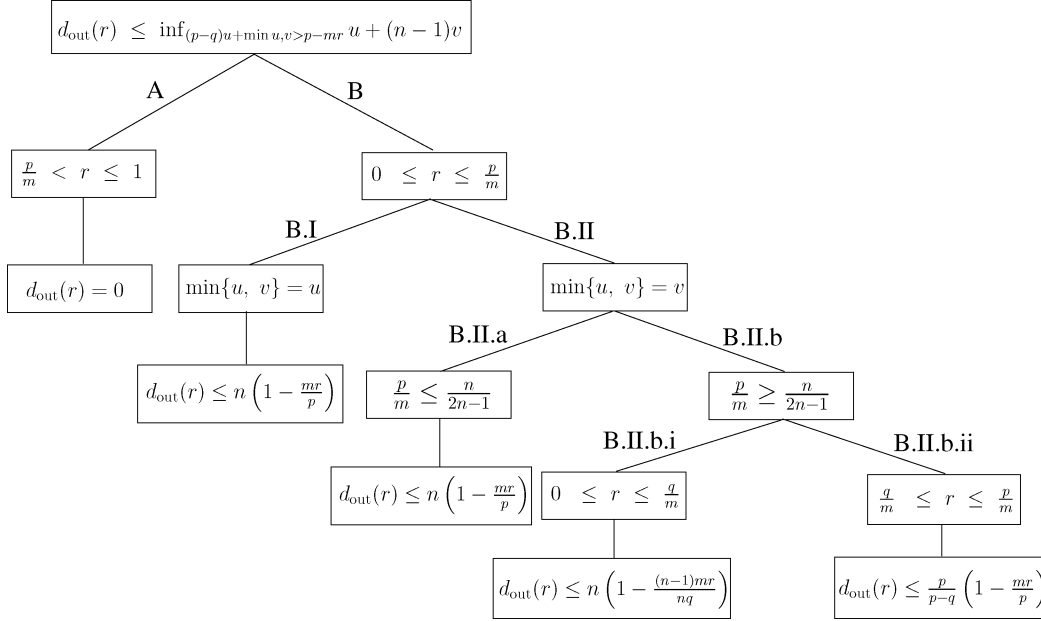 d_out(r) ≤ inf_{(p−q)u+min u,v>p−mr} u + (n − 1)v
A
B
p/m < r ≤ 1
0 ≤ r ≤ p/m
B.I
B.II
d_out(r) = 0
min{u, v} = u
min{u, v} = v
B.II.a
B.II.b
d_out(r) ≤ n(1 − mr/p)
p/m ≤ n/(2n−1)
p/m ≥ n/(2n−1)
B.II.b.i
B.II.b.ii
d_out(r) ≤ n(1 − mr/p)
0 ≤ r ≤ q/m
q/m ≤ r ≤ p/m
d_out(r) ≤ n(1 − (n−1)mr/nq)
d_out(r) ≤ p/(p−q) (1 − mr/p)